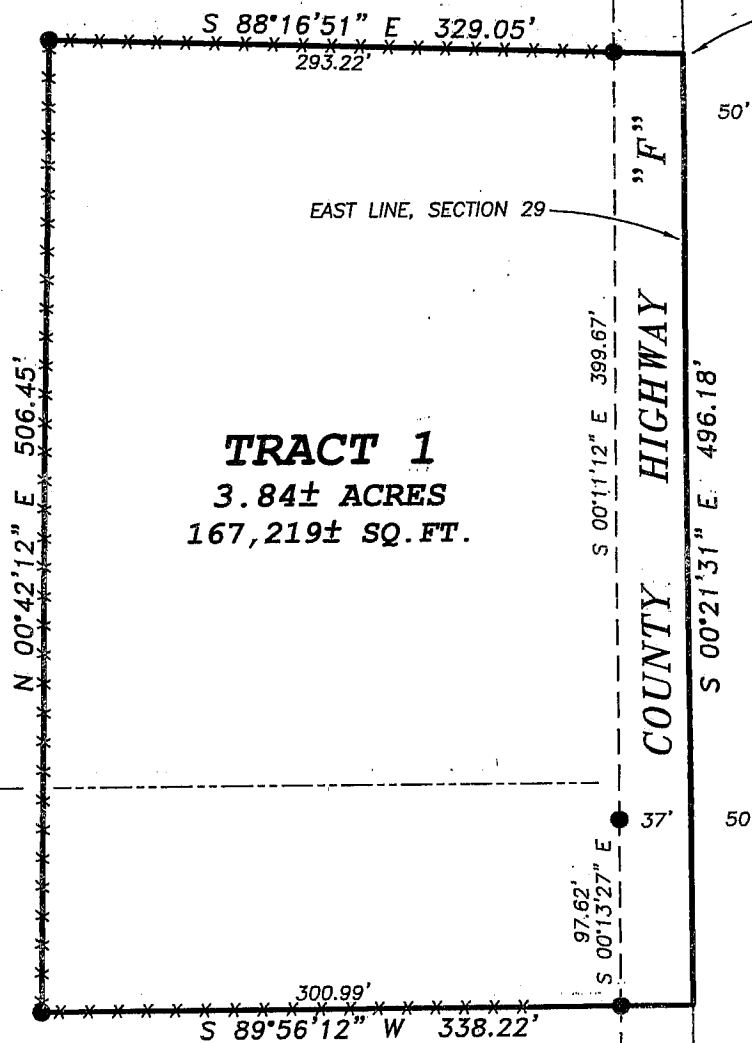 S 88°16'51" E 329.05'
293.22'
50'
"F"
EAST LINE, SECTION 29
HIGHWAY
COUNTY
S 00°11'12" E 399.67'
N 00°42'12" E 506.45'
S 00°21'31" E 496.18'
TRACT 1
3.84± ACRES
167,219± SQ.FT.
37'
50
97.62'
S 00°13'27" E
300.99'
S 89°56'12" W 338.22'